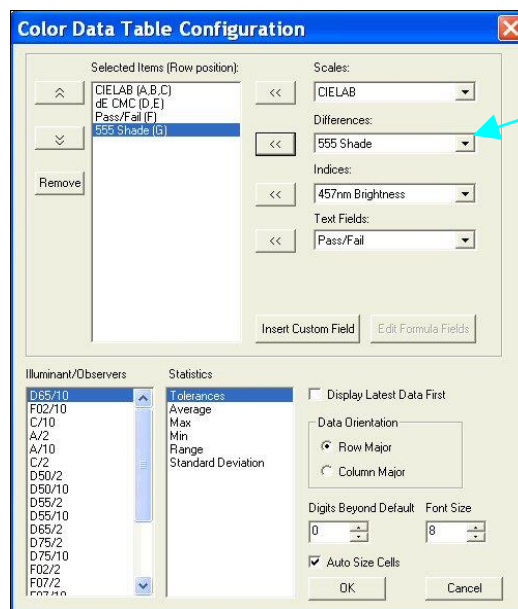 Color Data Table Configuration
Selected Items (Row position):
CIELAB (A,B,C)
dE CMC (D,E)
Pass/Fail (F)
555 Shade (G)
Remove
Scales:
<<
CIELAB
Differences:
<<
555 Shade
Indices:
<<
457nm Brightness
Text Fields:
<<
Pass/Fail
Insert Custom Field
Edit Formula Fields
Illuminant/Observers
D65/10
F02/10
C/10
A/2
A/10
C/2
D50/2
D50/10
D55/2
D55/10
D65/2
D75/2
D75/10
F02/2
F07/2
F07/10
Statistics
Tolerances
Average
Max
Min
Range
Standard Deviation
Display Latest Data First
Data Orientation
Row Major
Column Major
Digits Beyond Default
0
Font Size
8
Auto Size Cells
OK
Cancel